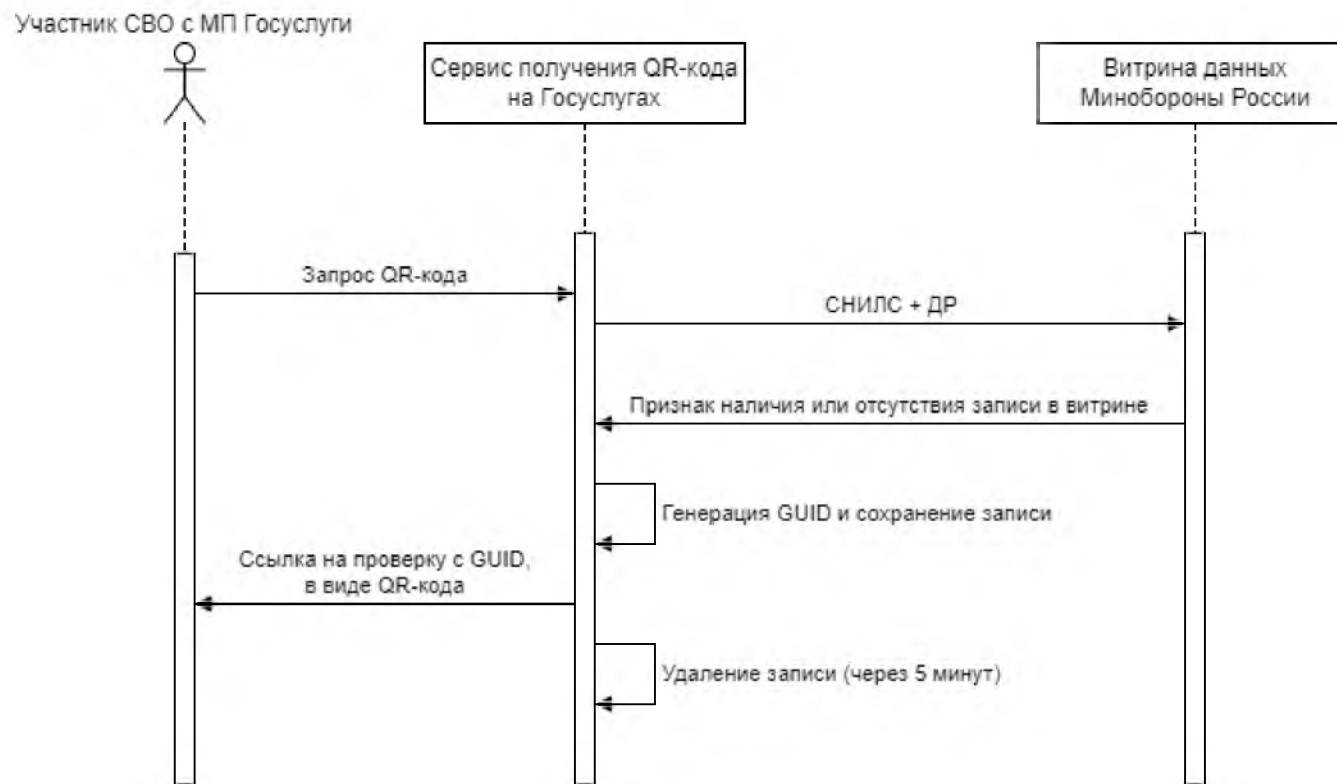 Участник СВО с МП Госуслуги
Сервис получения QR-кода
на Госуслугах
Витрина данных
Минобороны России
Запрос QR-кода
СНИЛС + ДР
Признак наличия или отсутствия записи в витрине
Генерация GUID и сохранение записи
Ссылка на проверку с GUID,
в виде QR-кода
Удаление записи (через 5 минут)